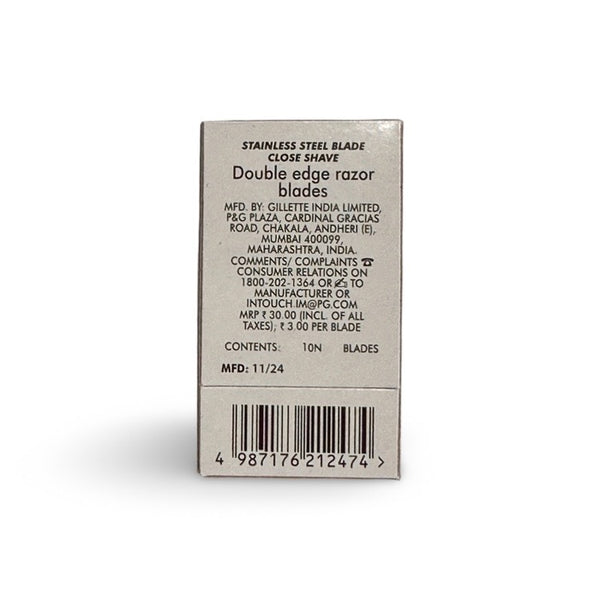 STAINLESS STEEL BLADE
CLOSE SHAVE
Double edge razor
blades
MFD. BY: GILLETTE INDIA LIMITED,
P&G PLAZA, CARDINAL GRACIAS
ROAD, CHAKALA, ANDHERI (E),
MUMBAI 400099,
MAHARASHTRA, INDIA.
COMMENTS/ COMPLAINTS ☎
CONSUMER RELATIONS ON
1800-202-1364 OR ✍ TO
MANUFACTURER OR
INTOUCH.IM@PG.COM
MRP ₹ 30.00 (INCL. OF ALL
TAXES); ₹ 3.00 PER BLADE
CONTENTS: 10N BLADES
MFD: 11/24
4 987176 212474 >